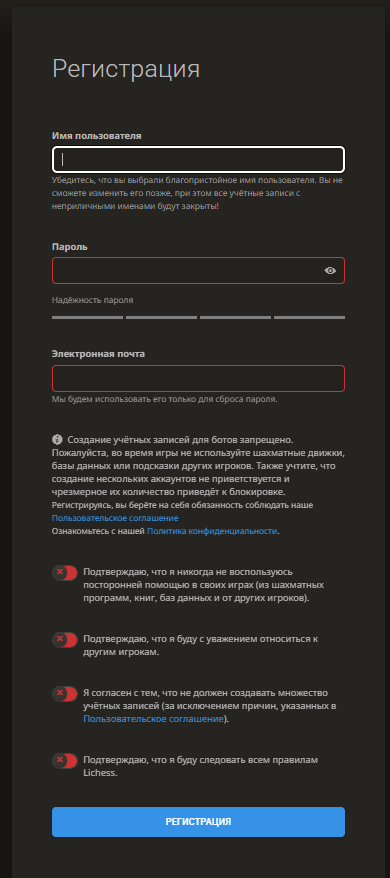 Регистрация
Имя пользователя
Убедитесь, что вы выбрали благопристойное имя пользователя. Вы не
сможете изменить его позже, при этом все учётные записи с
неприличными именами будут закрыты!
Пароль
Надёжность пароля
Электронная почта
Мы будем использовать его только для сброса пароля.
Создание учётных записей для ботов запрещено.
Пожалуйста, во время игры не используйте шахматные движки,
базы данных или подсказки других игроков. Также учтите, что
создание нескольких аккаунтов не приветствуется и
чрезмерное их количество приведёт к блокировке.
Регистрируясь, вы берёте на себя обязанность соблюдать наше
Пользовательское соглашение
Ознакомьтесь с нашей Политика конфиденциальности.
Подтверждаю, что я никогда не воспользуюсь
посторонней помощью в своих играх (из шахматных
программ, книг, баз данных и от других игроков).
Подтверждаю, что я буду с уважением относиться к
другим игрокам.
Я согласен с тем, что не должен создавать множество
учётных записей (за исключением причин, указанных в
Пользовательское соглашение).
Подтверждаю, что я буду следовать всем правилам
Lichess.
РЕГИСТРАЦИЯ